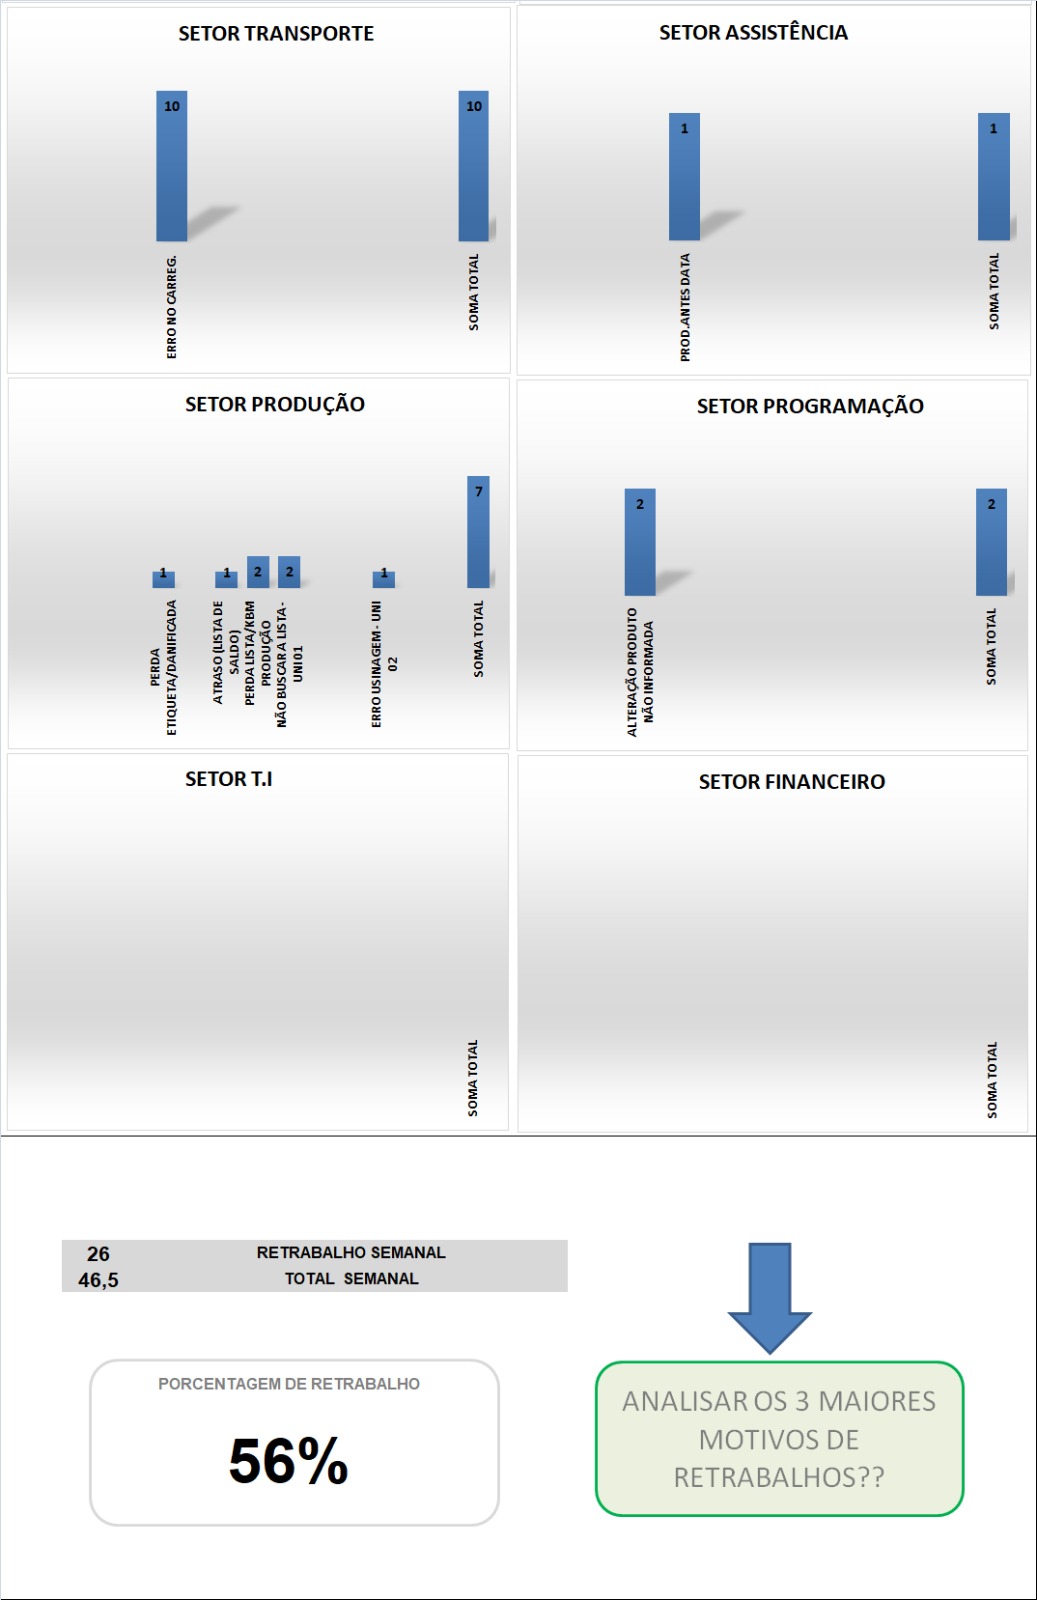 SETOR TRANSPORTE
10
10
ERRO NO CARREG.
SOMA TOTAL
SETOR ASSISTÊNCIA
1
1
PROD.ANTES DATA
SOMA TOTAL
SETOR PRODUÇÃO
1
1
2
2
1
7
PERDA
ETIQUETA/DANIFICADA
ATRASO (LISTA DE
SALDO)
PERDA LISTA/KBM
PRODUÇÃO
NÃO BUSCAR A LISTA -
UNI 01
ERRO USINAGEM - UNI
02
SOMA TOTAL
SETOR PROGRAMAÇÃO
2
2
ALTERAÇÃO PRODUTO
NÃO INFORMADA
SOMA TOTAL
SETOR T.I
SOMA TOTAL
SETOR FINANCEIRO
SOMA TOTAL
26 RETRABALHO SEMANAL
46,5 TOTAL SEMANAL
PORCENTAGEM DE RETRABALHO
56%
ANALISAR OS 3 MAIORES
MOTIVOS DE
RETRABALHOS??